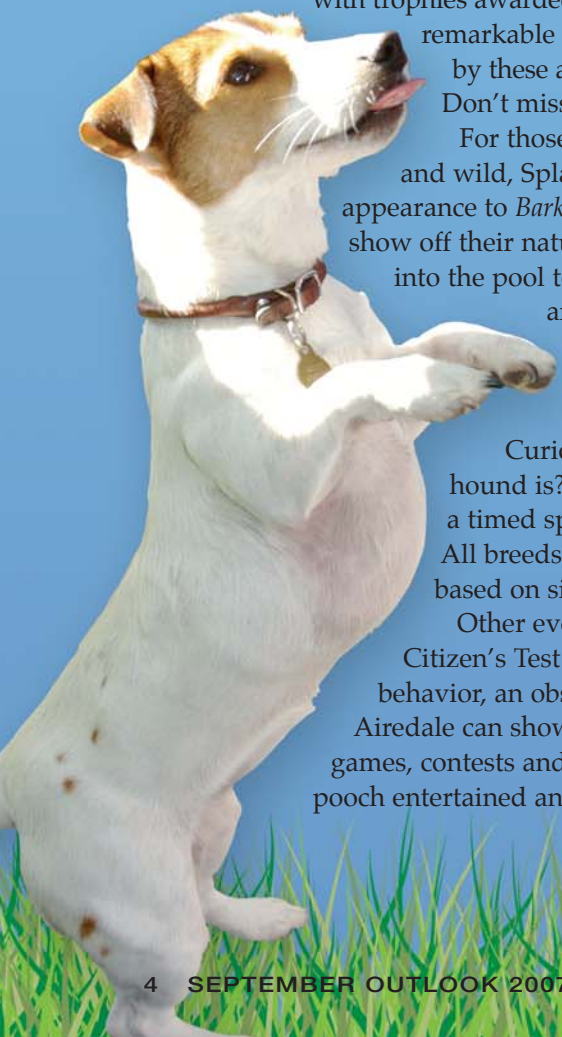 with trophies awarded
remarkable
by these a
Don't miss
For those
and wild, Spla
appearance to Bark
show off their natu
into the pool t
a
Curi
hound is?
a timed sp
All breeds
based on si
Other eve
Citizen's Test
behavior, an obs
Airedale can show
games, contests and
pooch entertained an
4 SEPTEMBER OUTLOOK 2007